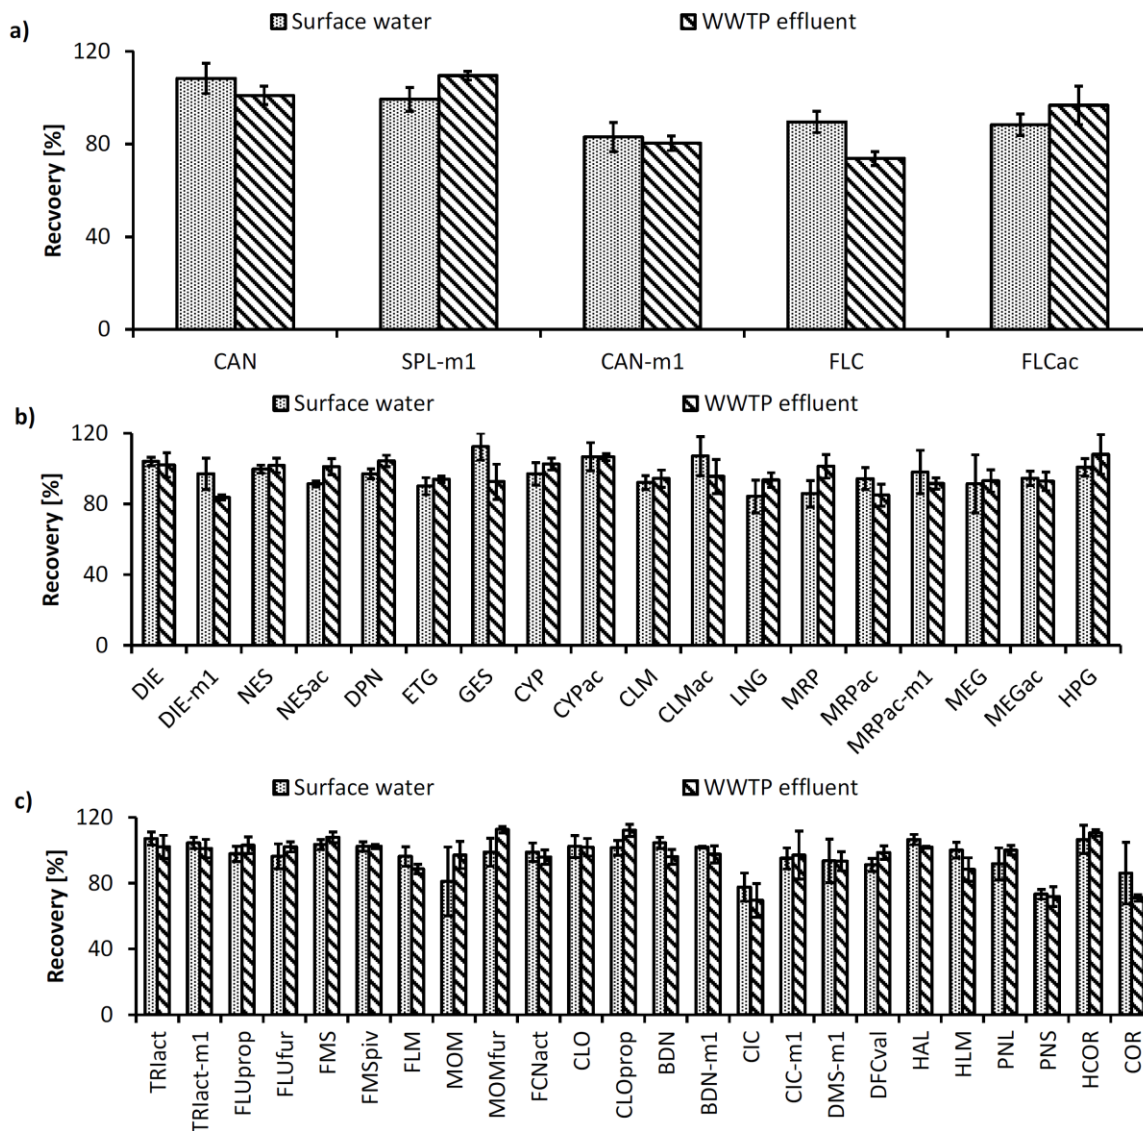 a)
Surface water
WWTP effluent
Recvoery [%]
120
80
40
0
CAN
SPL-m1
CAN-m1
FLC
FLCac
b)
Surface water
WWTP effluent
Recovery [%]
120
80
40
0
DIE
DIE-m1
NES
NESac
DPN
ETG
GES
CYP
CYPac
CLM
CLMac
LNG
MRP
MRPac
MRPac-m1
MEG
MEGac
HPG
c)
Surface water
WWTP effluent
Recovery [%]
120
80
40
0
TRIact
TRIact-m1
FLUprop
FLUfur
FMS
FMSpiv
FLM
MOM
MOMfur
FCNact
CLO
CLOprop
BDN
BDN-m1
CIC
CIC-m1
DMS-m1
DFCval
HAL
HLM
PNL
PNS
HCOR
COR